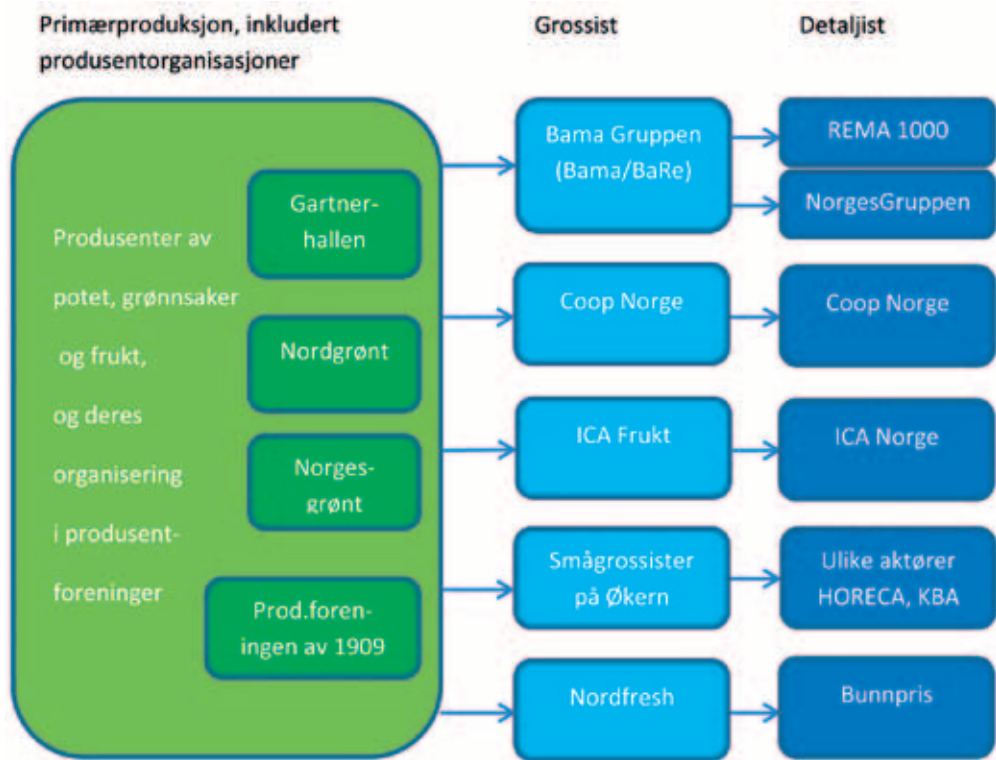 Primærproduksjon, inkludert
produsentorganisasjoner
Grossist
Detaljist
Produsenter av
potet, grønnsaker
og frukt,
og deres
organisering
i produsent-
foreninger
Gartner-
hallen
Nordgrønt
Norges-
grønt
Prod.foren-
ingen av 1909
Bama Gruppen
(Bama/BaRe)
Coop Norge
ICA Frukt
Smågrossister
på Økern
Nordfresh
REMA 1000
NorgesGruppen
Coop Norge
ICA Norge
Ulike aktører
HORECA, KBA
Bunnpris